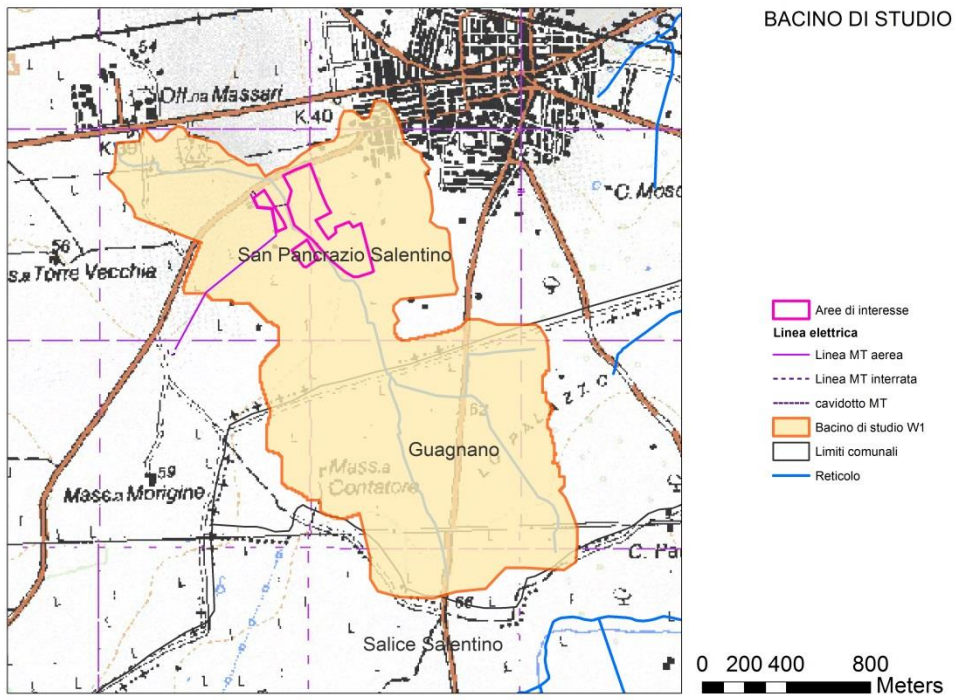 BACINO DI STUDIO
54
Off.na Massari
K.40
C. Mosc
San Pancrazio Salentino
56
s.a Torre Vecchia
62
Guagnano
Mass.a
Contatore
59
Mass.a Morigine
C. Pa
66
Salice Salentino
Aree di interesse
Linea elettrica
Linea MT aerea
Linea MT interrata
cavidotto MT
Bacino di studio W1
Limiti comunali
Reticolo
0 200 400 800
Meters